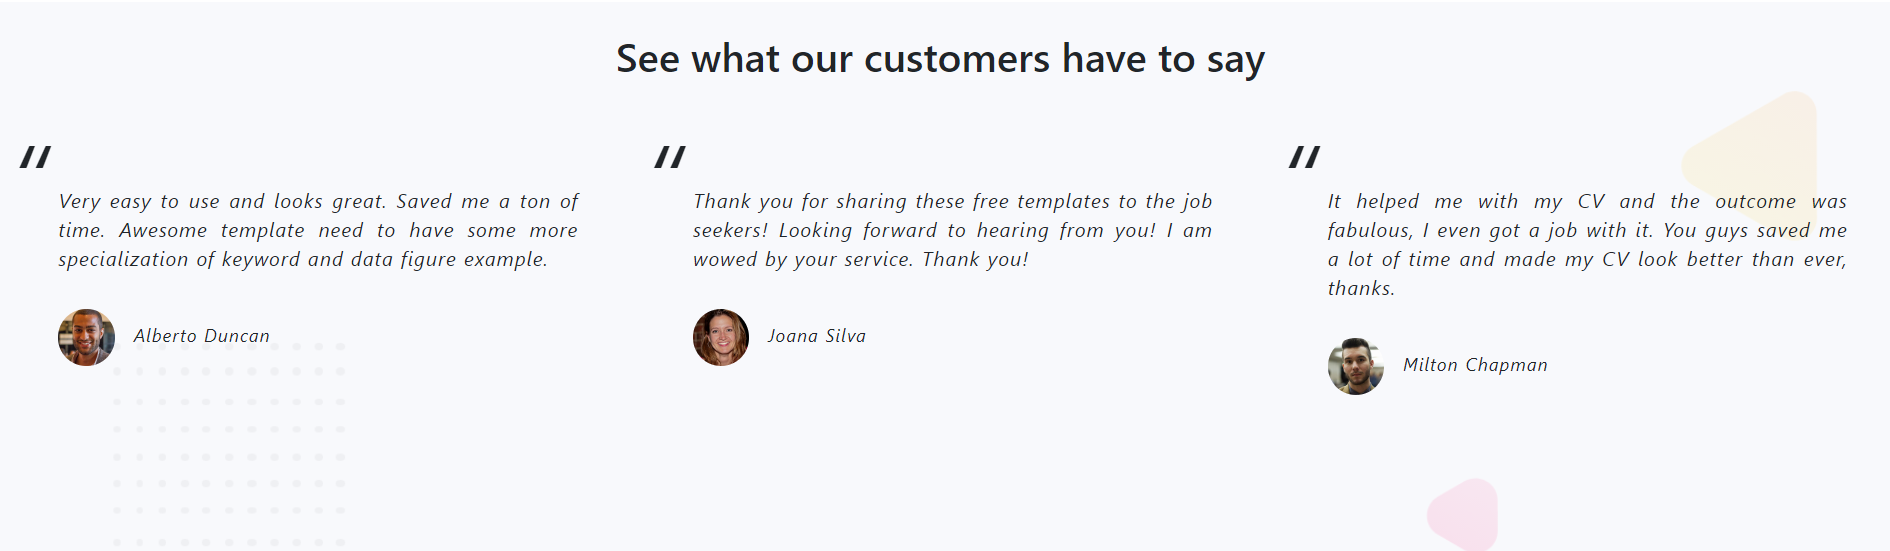 See what our customers have to say
"
Very easy to use and looks great. Saved me a ton of
time. Awesome template need to have some more
specialization of keyword and data figure example.
Alberto Duncan
"
Thank you for sharing these free templates to the job
seekers! Looking forward to hearing from you! I am
wowed by your service. Thank you!
Joana Silva
"
It helped me with my CV and the outcome was
fabulous, I even got a job with it. You guys saved me
a lot of time and made my CV look better than ever,
thanks.
Milton Chapman